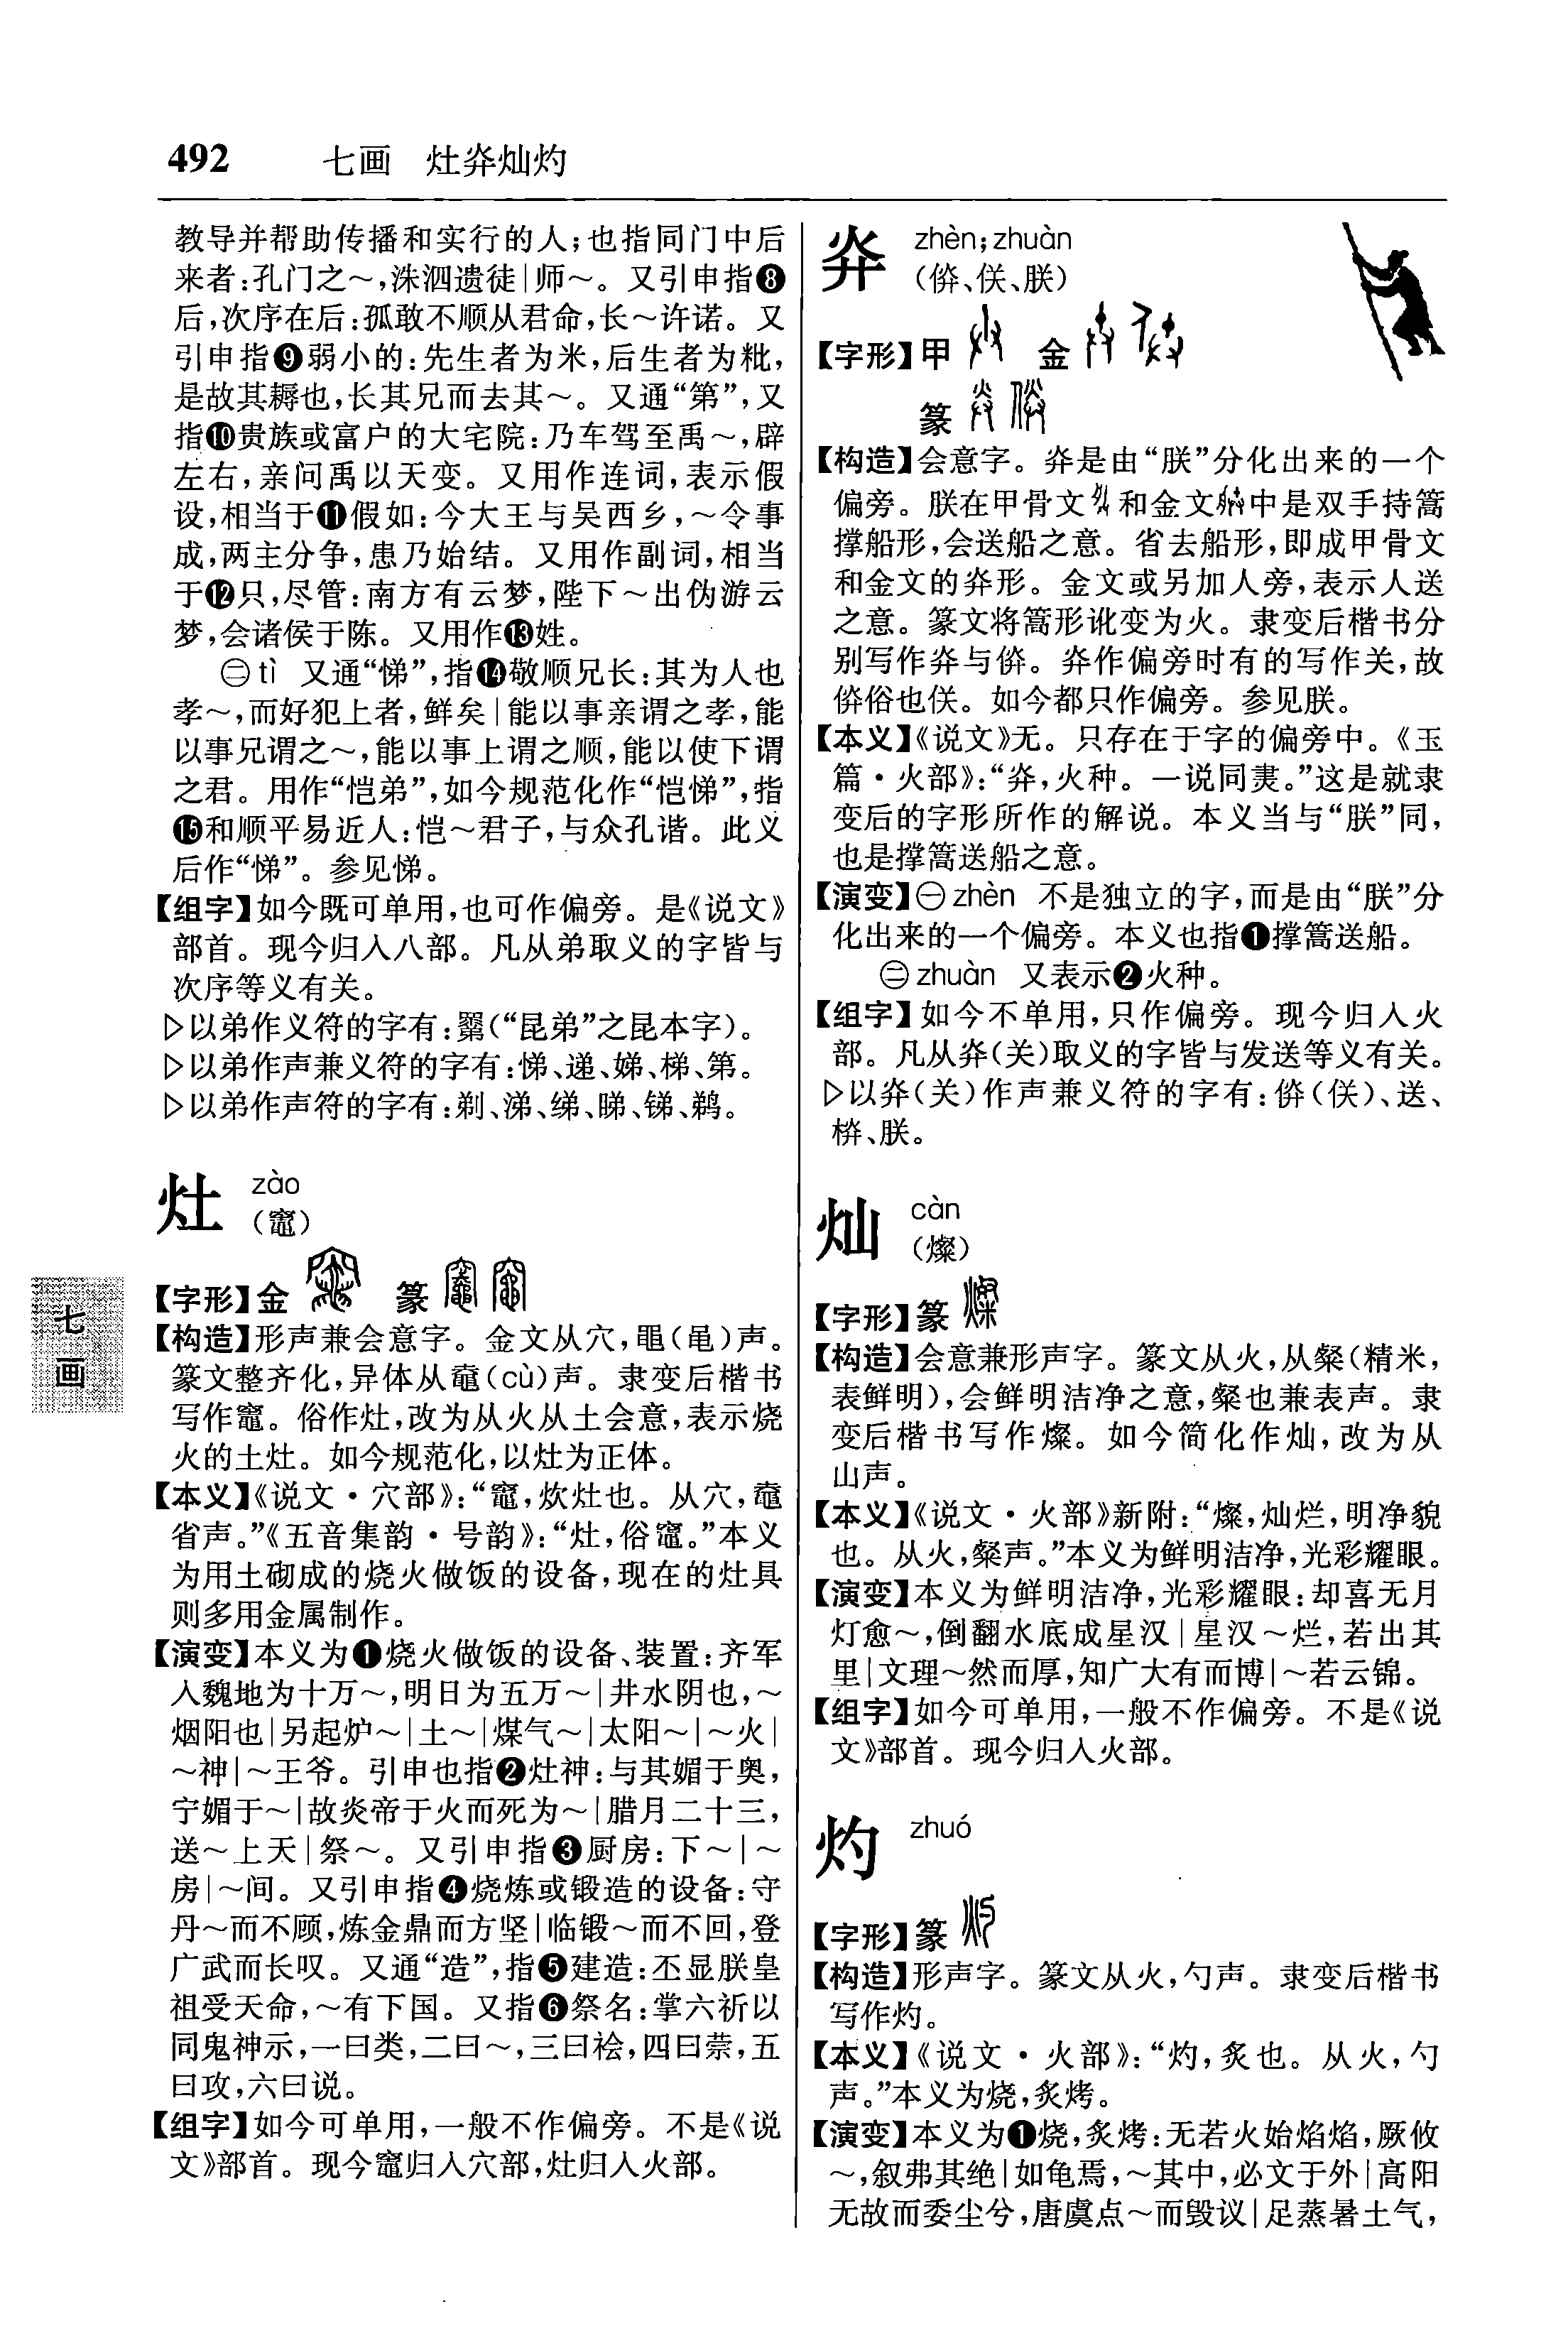 492 七画 灶灷灿灼
教导并帮助传播和实行的人;也指同门中后
来者:孔门之～,洙泗遗徒|师～。又引申指❽
后,次序在后:孤敢不顺从君命,长～许诺。又
引申指❾弱小的:先生者为米,后生者为粃,
是故其耨也,长其兄而去其～。又通“第”,又
指❿贵族或富户的大宅院:乃车驾至禹～,辟
左右,亲问禹以天变。又用作连词,表示假
设,相当于⓫假如:今大王与吴西乡,～令事
成,两主分争,患乃始结。又用作副词,相当
于⓬只,尽管:南方有云梦,陛下～出伪游云
梦,会诸侯于陈。又用作⓭姓。
㊁tì 又通“悌”,指⓮敬顺兄长:其为人也
孝～,而好犯上者,鲜矣|能以事亲谓之孝,能
以事兄谓之～,能以事上谓之顺,能以使下谓
之君。用作“恺弟”,如今规范化作“恺悌”,指
⓯和顺平易近人:恺～君子,与众孔谐。此义
后作“悌”。参见悌。
【组字】如今既可单用,也可作偏旁。是《说文》
部首。现今归入八部。凡从弟取义的字皆与
次序等义有关。
▷以弟作义符的字有:(“昆弟”之昆本字)。
▷以弟作声兼义符的字有:悌、递、娣、梯、第。
▷以弟作声符的字有:剃、涕、绨、睇、锑、鹈。
灶 zào
(竈)
【字形】金 篆
【构造】形声兼会意字。金文从穴,黽(黾)声。
篆文整齐化,异体从鼀(cù)声。隶变后楷书
写作竈。俗作灶,改为从火从土会意,表示烧
火的土灶。如今规范化,以灶为正体。
【本义】《说文·穴部》:“竈,炊灶也。从穴,鼀
省声。”《五音集韵·号韵》:“灶,俗竈。”本义
为用土砌成的烧火做饭的设备,现在的灶具
则多用金属制作。
【演变】本义为❶烧火做饭的设备、装置:齐军
入魏地为十万～,明日为五万～|井水阴也,～
烟阳也|另起炉～|土～|煤气～|太阳～|～火|
～神|～王爷。引申也指❷灶神:与其媚于奥,
宁媚于～|故炎帝于火而死为～|腊月二十三,
送～上天|祭～。又引申指❸厨房:下～|～
房|～间。又引申指❹烧炼或锻造的设备:守
丹～而不顾,炼金鼎而方坚|临锻～而不回,登
广武而长叹。又通“造”,指❺建造:丕显朕皇
祖受天命,～有下国。又指❻祭名:掌六祈以
同鬼神示,一曰类,二曰～,三曰禬,四曰禜,五
曰攻,六曰说。
【组字】如今可单用,一般不作偏旁。不是《说
文》部首。现今竈归入穴部,灶归入火部。
灷 zhèn;zhuàn
(㑞、佚、朕)
【字形】甲 金
篆
【构造】会意字。灷是由“朕”分化出来的一个
偏旁。朕在甲骨文和金文中是双手持篙
撑船形,会送船之意。省去船形,即成甲骨文
和金文的灷形。金文或另加人旁,表示人送
之意。篆文将篙形讹变为火。隶变后楷书分
别写作灷与㑞。灷作偏旁时有的写作关,故
㑞俗也佚。如今都只作偏旁。参见朕。
【本义】《说文》无。只存在于字的偏旁中。《玉
篇·火部》:“灷,火种。一说同。”这是就隶
变后的字形所作的解说。本义当与“朕”同,
也是撑篙送船之意。
【演变】㊀zhèn 不是独立的字,而是由“朕”分
化出来的一个偏旁。本义也指❶撑篙送船。
㊁zhuàn 又表示❷火种。
【组字】如今不单用,只作偏旁。现今归入火
部。凡从灷(关)取义的字皆与发送等义有关。
▷以灷(关)作声兼义符的字有:㑞(佚)、送、
栚、朕。
灿 càn
(燦)
【字形】篆
【构造】会意兼形声字。篆文从火,从粲(精米,
表鲜明),会鲜明洁净之意,粲也兼表声。隶
变后楷书写作燦。如今简化作灿,改为从
山声。
【本义】《说文·火部》新附:“燦,灿烂,明净貌
也。从火,粲声。”本义为鲜明洁净,光彩耀眼。
【演变】本义为鲜明洁净,光彩耀眼:却喜无月
灯愈～,倒翻水底成星汉|星汉～烂,若出其
里|文理～然而厚,知广大有而博|～若云锦。
【组字】如今可单用,一般不作偏旁。不是《说
文》部首。现今归入火部。
灼 zhuó
【字形】篆
【构造】形声字。篆文从火,勺声。隶变后楷书
写作灼。
【本义】《说文·火部》:“灼,炙也。从火,勺
声。”本义为烧,炙烤。
【演变】本义为❶烧,炙烤:无若火始焰焰,厥攸
～,叙弗其绝|如龟焉,～其中,必文于外|高阳
无故而委尘兮,唐虞点～而毁议|足蒸暑土气,
七
画